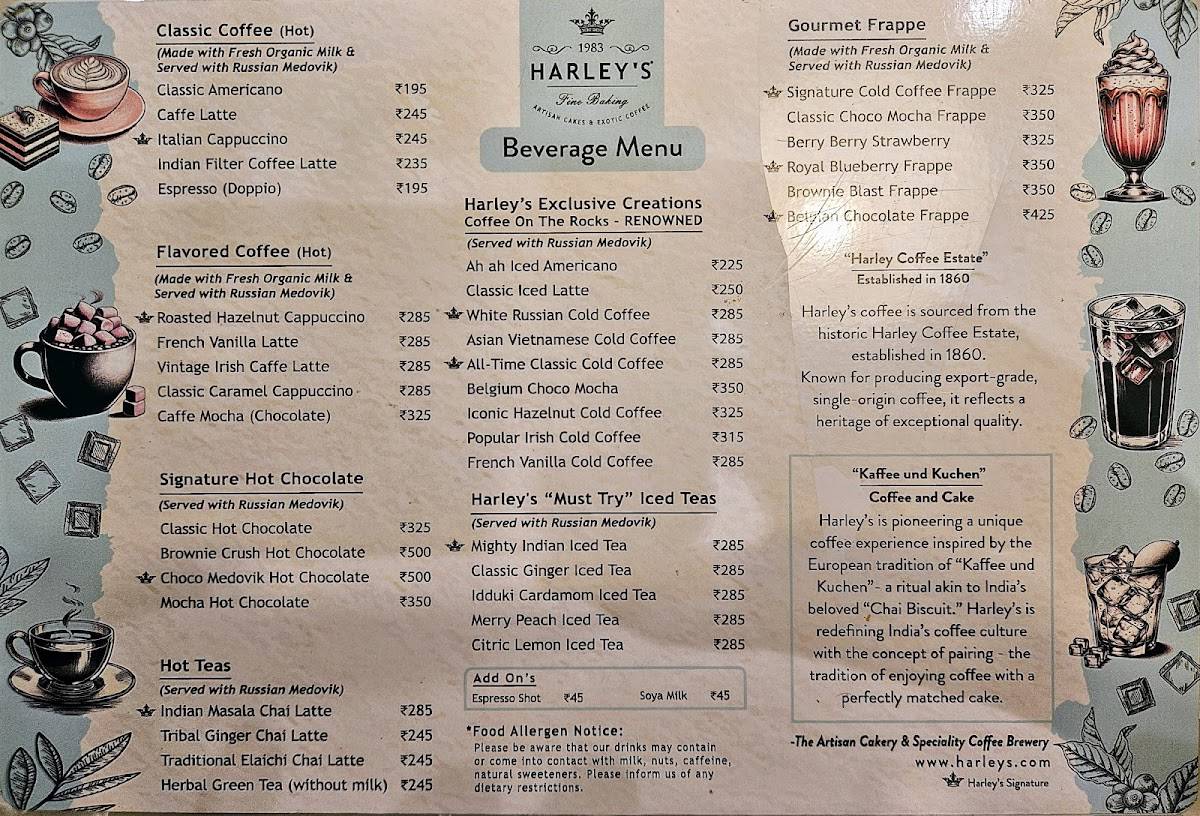 Classic Coffee (Hot)
(Made with Fresh Organic Milk &
Served with Russian Medovik)
Classic Americano ₹195
Caffe Latte ₹245
Italian Cappuccino ₹245
Indian Filter Coffee Latte ₹235
Espresso (Doppio) ₹195
Flavored Coffee (Hot)
(Made with Fresh Organic Milk &
Served with Russian Medovik)
Roasted Hazelnut Cappuccino ₹285
French Vanilla Latte ₹285
Vintage Irish Caffe Latte ₹285
Classic Caramel Cappuccino ₹285
Caffe Mocha (Chocolate) ₹325
Signature Hot Chocolate
(Served with Russian Medovik)
Classic Hot Chocolate ₹325
Brownie Crush Hot Chocolate ₹500
Choco Medovik Hot Chocolate ₹500
Mocha Hot Chocolate ₹350
Hot Teas
(Served with Russian Medovik)
Indian Masala Chai Latte ₹285
Tribal Ginger Chai Latte ₹245
Traditional Elaichi Chai Latte ₹245
Herbal Green Tea (without milk) ₹245
1983
HARLEY'S
Fine Baking
ARTISAN CAKES & EXOTIC COFFEE
Beverage Menu
Harley's Exclusive Creations
Coffee On The Rocks - RENOWNED
(Served with Russian Medovik)
Ah ah Iced Americano ₹225
Classic Iced Latte ₹250
White Russian Cold Coffee ₹285
Asian Vietnamese Cold Coffee ₹285
All-Time Classic Cold Coffee ₹285
Belgium Choco Mocha ₹350
Iconic Hazelnut Cold Coffee ₹325
Popular Irish Cold Coffee ₹315
French Vanilla Cold Coffee ₹285
Harley's "Must Try" Iced Teas
(Served with Russian Medovik)
Mighty Indian Iced Tea ₹285
Classic Ginger Iced Tea ₹285
Idduki Cardamom Iced Tea ₹285
Merry Peach Iced Tea ₹285
Citric Lemon Iced Tea ₹285
Add On's
Espresso Shot ₹45 Soya Milk ₹45
*Food Allergen Notice:
Please be aware that our drinks may contain
or come into contact with milk, nuts, caffeine,
natural sweeteners. Please inform us of any
dietary restrictions.
Gourmet Frappe
(Made with Fresh Organic Milk &
Served with Russian Medovik)
Signature Cold Coffee Frappe ₹325
Classic Choco Mocha Frappe ₹350
Berry Berry Strawberry ₹325
Royal Blueberry Frappe ₹350
Brownie Blast Frappe ₹350
Belgian Chocolate Frappe ₹425
"Harley Coffee Estate"
Established in 1860
Harley's coffee is sourced from the
historic Harley Coffee Estate,
established in 1860.
Known for producing export-grade,
single-origin coffee, it reflects a
heritage of exceptional quality.
"Kaffee und Kuchen"
Coffee and Cake
Harley's is pioneering a unique
coffee experience inspired by the
European tradition of "Kaffee und
Kuchen"- a ritual akin to India's
beloved "Chai Biscuit." Harley's is
redefining India's coffee culture
with the concept of pairing - the
tradition of enjoying coffee with a
perfectly matched cake.
-The Artisan Cakery & Speciality Coffee Brewery
www.harleys.com
Harley's Signature